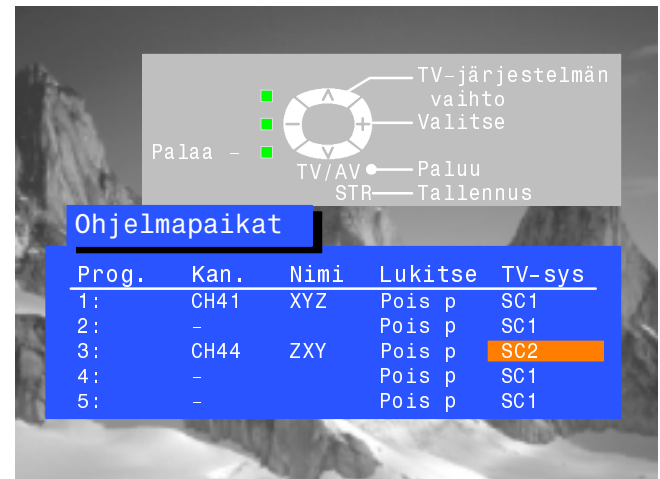 TV-järjestelmän
vaihto
Valitse
Palaa -
TV/AV Paluu
STR Tallennus
Ohjelmapaikat
Prog. Kan. Nimi Lukitse TV-sys
1: CH41 XYZ Pois p SC1
2: - Pois p SC1
3: CH44 ZXY Pois p SC2
4: - Pois p SC1
5: - Pois p SC1